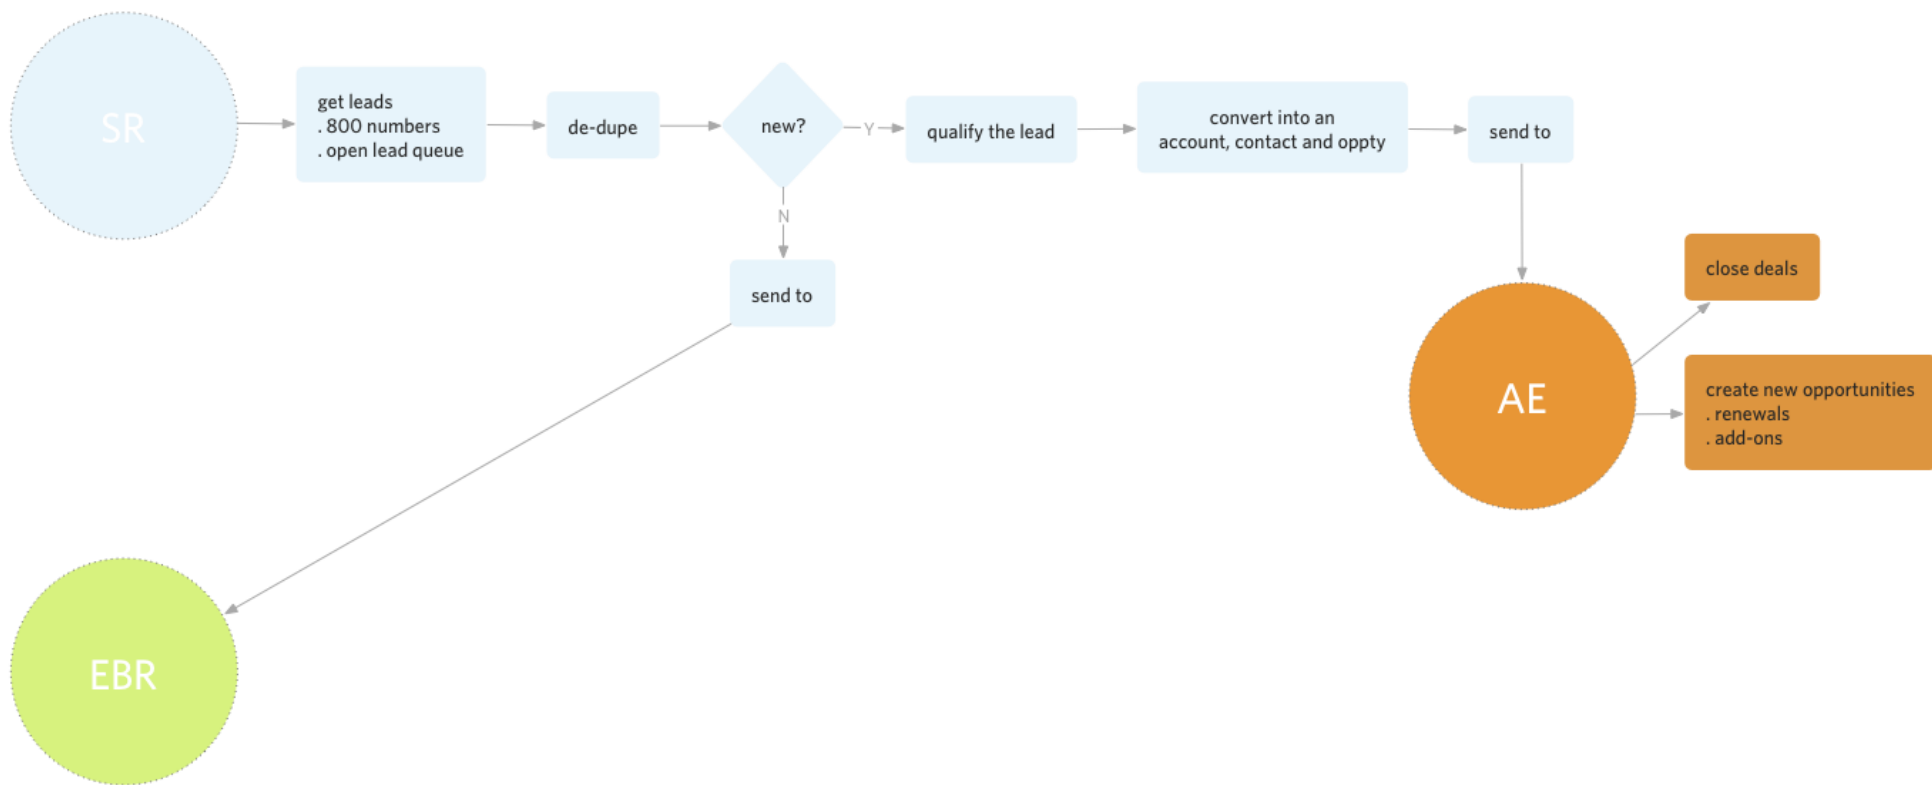 SR
get leads
. 800 numbers
. open lead queue
de-dupe
new?
Y
qualify the lead
convert into an
account, contact and oppty
send to
N
send to
close deals
AE
create new opportunities
. renewals
. add-ons
EBR